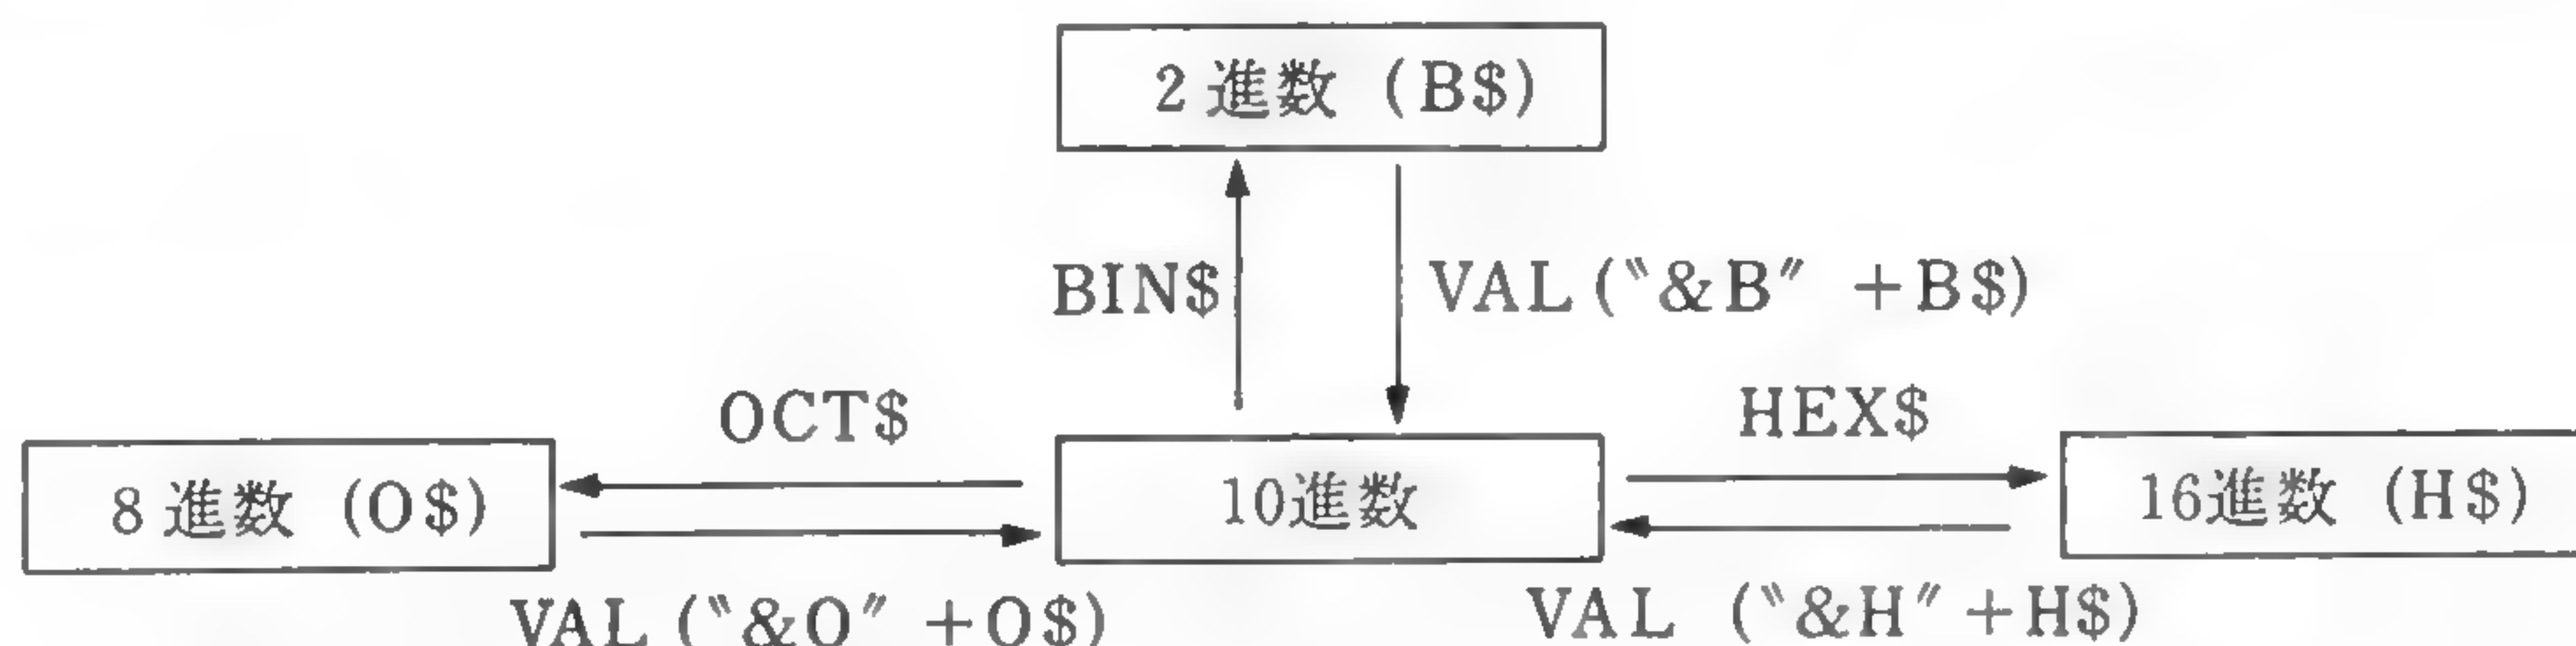 2進数 (B$)
BIN$
VAL ("&B" +B$)
OCT$
HEX$
8進数 (O$)
10進数
16進数 (H$)
VAL ("&O" +O$)
VAL ("&H" +H$)